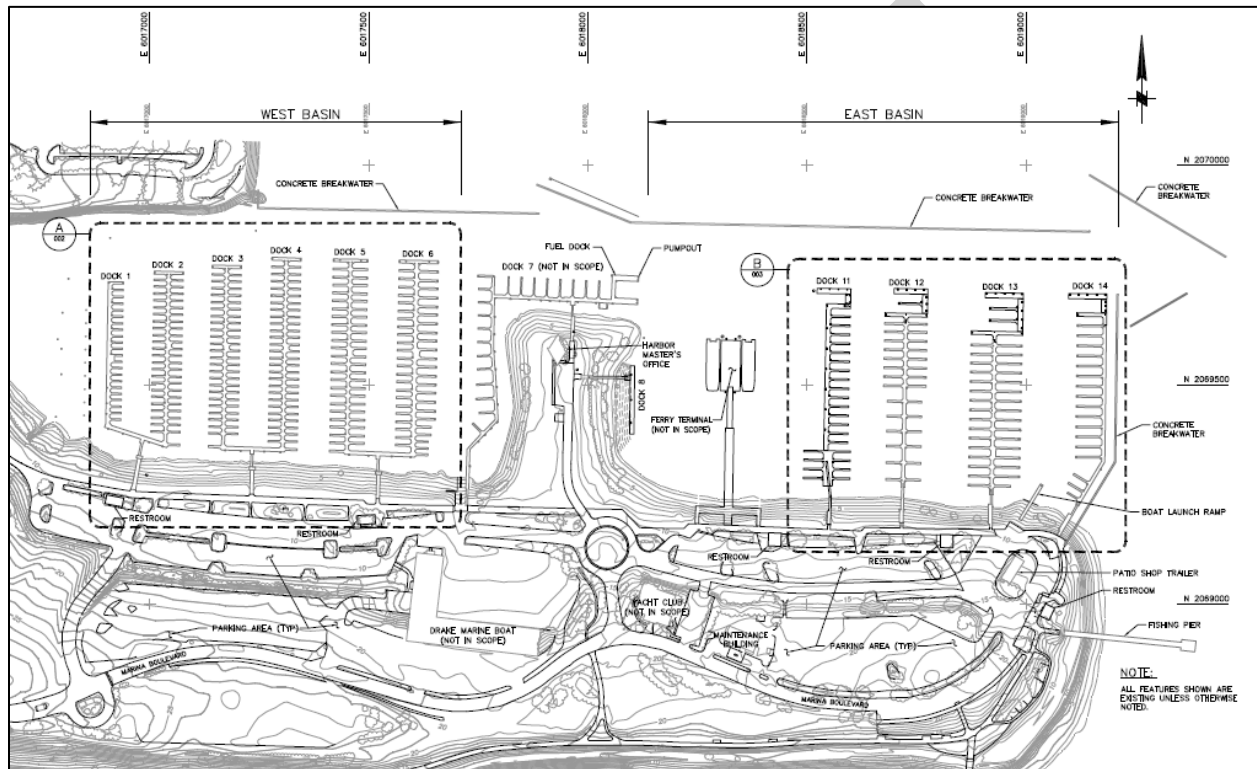 E 6017000
E 6017500
E 6018000
E 6018500
E 6019000
WEST BASIN
EAST BASIN
E 6017000
E 6018000
E 6018500
E 6019000
N 2070000
CONCRETE BREAKWATER
CONCRETE BREAKWATER
CONCRETE
BREAKWATER
A
002
FUEL DOCK
PUMPOUT
DOCK 7 (NOT IN SCOPE)
B
003
DOCK 1
DOCK 2
DOCK 3
DOCK 4
DOCK 5
DOCK 6
DOCK 11
DOCK 12
DOCK 13
DOCK 14
HARBOR
MASTER'S
OFFICE
DOCK 8
N 2069500
FERRY TERMINAL
(NOT IN SCOPE)
CONCRETE
BREAKWATER
BOAT LAUNCH RAMP
RESTROOM
RESTROOM
RESTROOM
RESTROOM
PATIO SHOP TRAILER
RESTROOM
N 2069000
YACHT CLUB
(NOT IN SCOPE)
PARKING AREA (TYP)
DRAKE MARINE BOAT
(NOT IN SCOPE)
MAINTENANCE
BUILDING
PARKING AREA (TYP)
FISHING PIER
MARINA BOULEVARD
MARINA BOULEVARD
NOTE:
ALL FEATURES SHOWN ARE
EXISTING UNLESS OTHERWISE
NOTED.